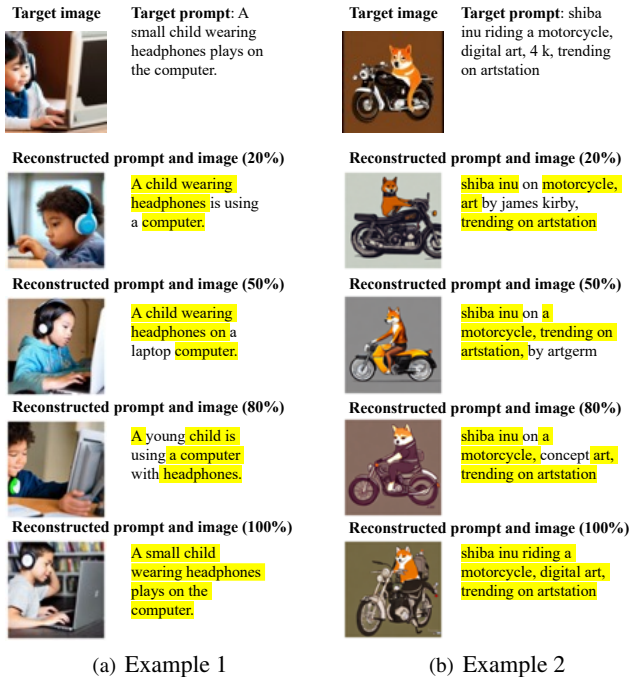 Target image
Target prompt: A
small child wearing
headphones plays on
the computer.
Reconstructed prompt and image (20%)
A child wearing
headphones is using
a computer.
Reconstructed prompt and image (50%)
A child wearing
headphones on a
laptop computer.
Reconstructed prompt and image (80%)
A young child is
using a computer
with headphones.
Reconstructed prompt and image (100%)
A small child
wearing headphones
plays on the
computer.
(a) Example 1
Target image
Target prompt: shiba
inu riding a motorcycle,
digital art, 4 k, trending
on artstation
Reconstructed prompt and image (20%)
shiba inu on motorcycle,
art by james kirby,
trending on artstation
Reconstructed prompt and image (50%)
shiba inu on a
motorcycle, trending on
artstation, by artgerm
Reconstructed prompt and image (80%)
shiba inu on a
motorcycle, concept art,
trending on artstation
Reconstructed prompt and image (100%)
shiba inu riding a
motorcycle, digital art,
trending on artstation
(b) Example 2